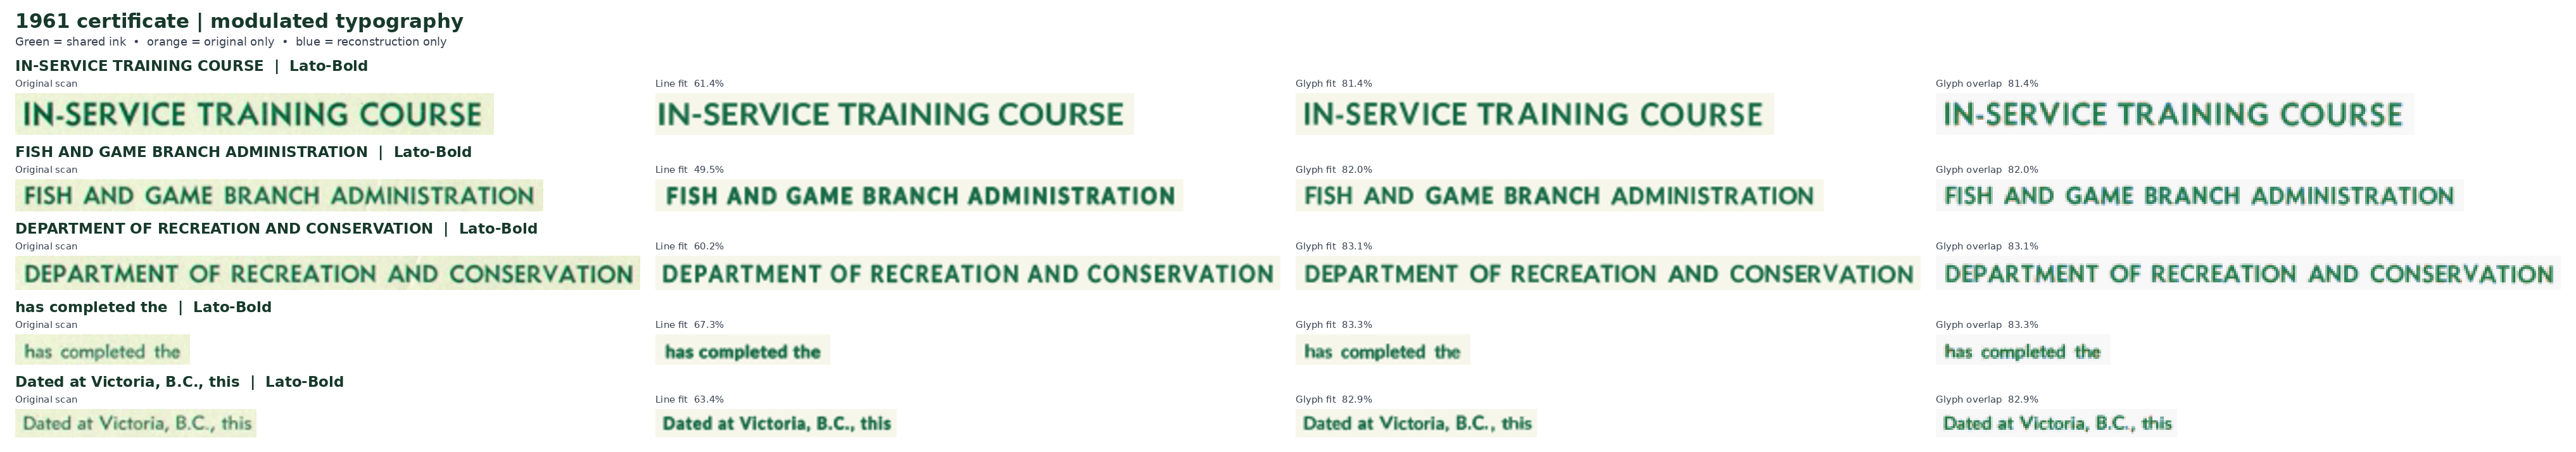 1961 certificate | modulated typography
Green = shared ink • orange = original only • blue = reconstruction only
IN-SERVICE TRAINING COURSE | Lato-Bold
Original scan Line fit 61.4% Glyph fit 81.4% Glyph overlap 81.4%
IN-SERVICE TRAINING COURSE IN-SERVICE TRAINING COURSE IN-SERVICE TRAINING COURSE IN-SERVICE TRAINING COURSE
FISH AND GAME BRANCH ADMINISTRATION | Lato-Bold
Original scan Line fit 49.5% Glyph fit 82.0% Glyph overlap 82.0%
FISH AND GAME BRANCH ADMINISTRATION FISH AND GAME BRANCH ADMINISTRATION FISH AND GAME BRANCH ADMINISTRATION FISH AND GAME BRANCH ADMINISTRATION
DEPARTMENT OF RECREATION AND CONSERVATION | Lato-Bold
Original scan Line fit 60.2% Glyph fit 83.1% Glyph overlap 83.1%
DEPARTMENT OF RECREATION AND CONSERVATION DEPARTMENT OF RECREATION AND CONSERVATION DEPARTMENT OF RECREATION AND CONSERVATION DEPARTMENT OF RECREATION AND CONSERVATION
has completed the | Lato-Bold
Original scan Line fit 67.3% Glyph fit 83.3% Glyph overlap 83.3%
has completed the has completed the has completed the has completed the
Dated at Victoria, B.C., this | Lato-Bold
Original scan Line fit 63.4% Glyph fit 82.9% Glyph overlap 82.9%
Dated at Victoria, B.C., this Dated at Victoria, B.C., this Dated at Victoria, B.C., this Dated at Victoria, B.C., this